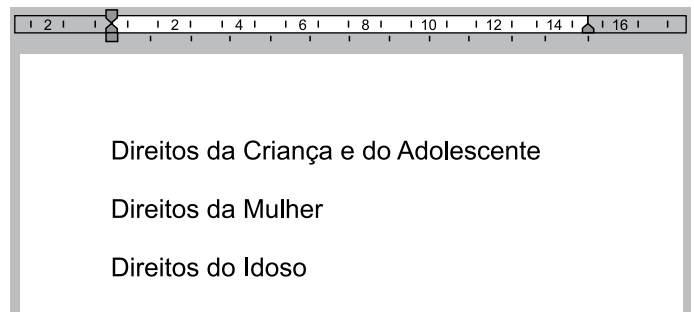 2 2 4 6 8 10 12 14 16
Direitos da Criança e do Adolescente
Direitos da Mulher
Direitos do Idoso